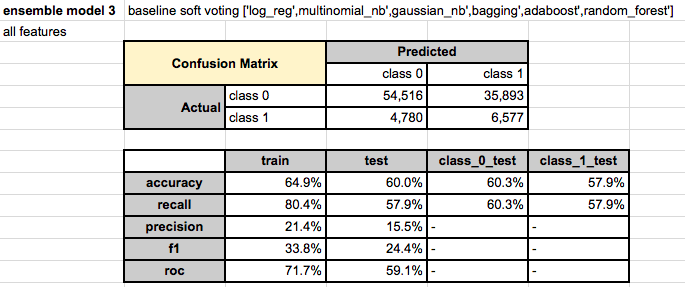 ensemble model 3 baseline soft voting ['log_reg',multinomial_nb','gaussian_nb','bagging','adaboost','random_forest']
all features
Confusion Matrix Predicted
class 0 class 1
Actual class 0 54,516 35,893
class 1 4,780 6,577
train test class_0_test class_1_test
accuracy 64.9% 60.0% 60.3% 57.9%
recall 80.4% 57.9% 60.3% 57.9%
precision 21.4% 15.5% - -
f1 33.8% 24.4% - -
roc 71.7% 59.1% - -